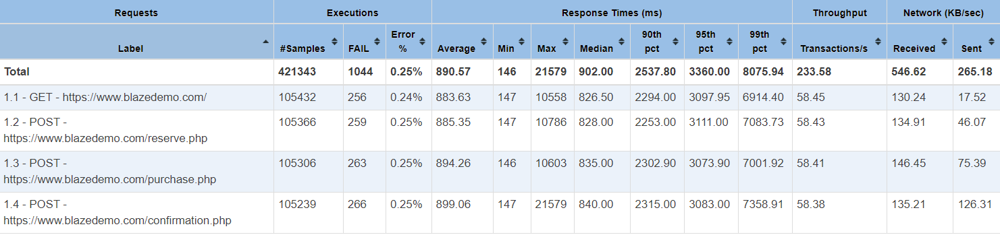 Requests Executions Response Times (ms) Throughput Network (KB/sec)
Label #Samples FAIL Error % Average Min Max Median 90th pct 95th pct 99th pct Transactions/s Received Sent
Total 421343 1044 0.25% 890.57 146 21579 902.00 2537.80 3360.00 8075.94 233.58 546.62 265.18
1.1 - GET - https://www.blazedemo.com/ 105432 256 0.24% 883.63 147 10558 826.50 2294.00 3097.95 6914.40 58.45 130.24 17.52
1.2 - POST - 105366 259 0.25% 885.35 147 10786 828.00 2253.00 3111.00 7083.73 58.43 134.91 46.07
https://www.blazedemo.com/reserve.php
1.3 - POST - 105306 263 0.25% 894.26 146 10603 835.00 2302.90 3073.90 7001.92 58.41 146.45 75.39
https://www.blazedemo.com/purchase.php
1.4 - POST - 105239 266 0.25% 899.06 147 21579 840.00 2315.00 3083.00 7358.91 58.38 135.21 126.31
https://www.blazedemo.com/confirmation.php